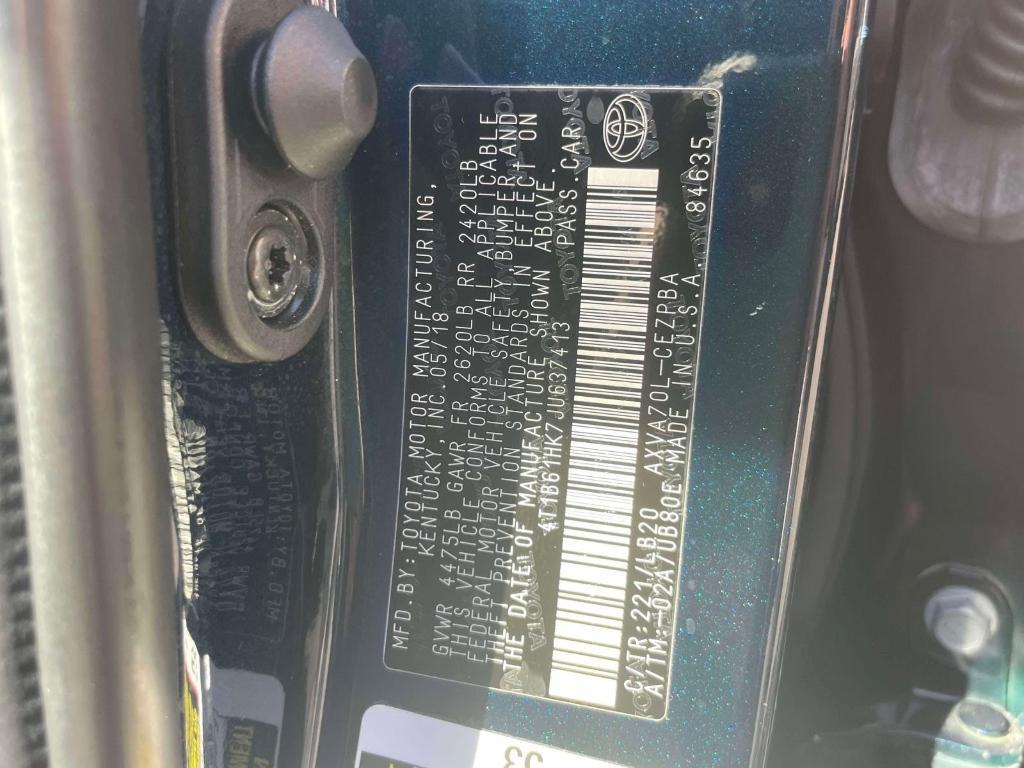 MFD.BY:TOYOTA MOTOR MANUFACTURING,
KENTUCKY,INC.05/18
GVWR 4475LB GAWR FR 2620LB RR 2420LB
THIS VEHICLE CONFORMS TO ALL APPLICABLE
FEDERAL MOTOR VEHICLE SAFETY,BUMPER,AND
THEFT PREVENTION STANDARDS IN EFFECT ON
THE DATE OF MANUFACTURE SHOWN ABOVE.
4T1B61HK7JU637413 PASS.CAR
C/TR:221/LB20 AXVA70L-CEZRBA
A/TM:-02A/UB80E MADE IN U.S.A. 84635
53